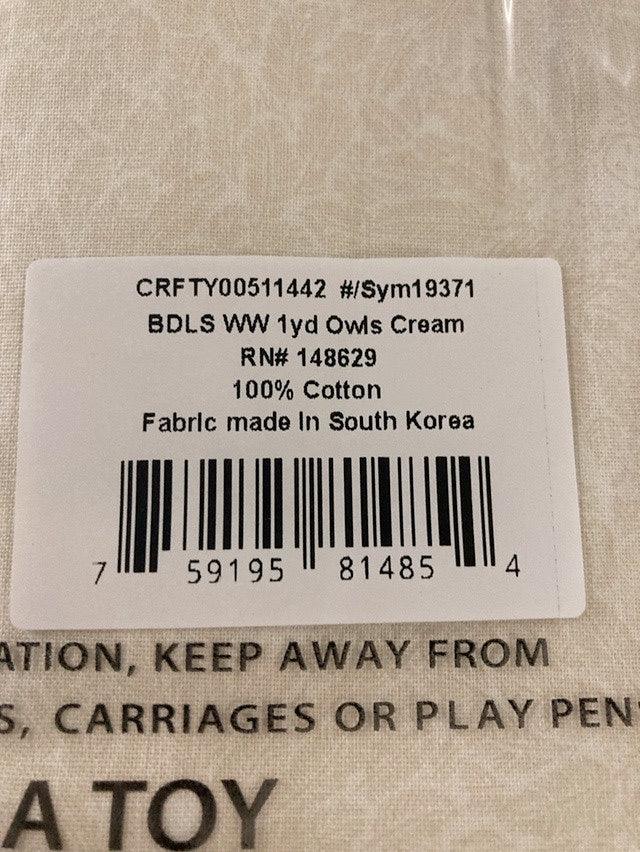 CRFTY00511442 #/Sym19371
BDLS WW 1yd Owls Cream
RN# 148629
100% Cotton
Fabric made In South Korea
7 59195 81485 4
ATION, KEEP AWAY FROM
S, CARRIAGES OR PLAY PEN
A TOY